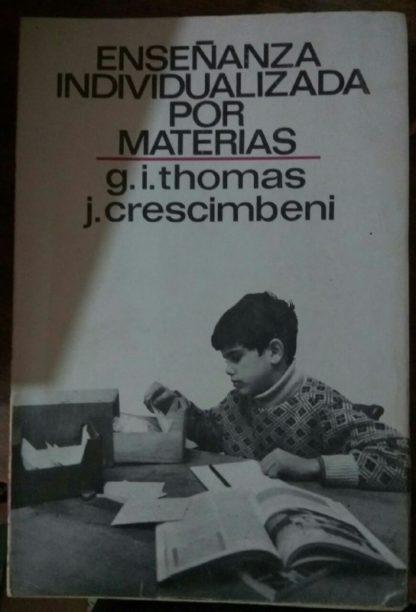 ENSEÑANZA
INDIVIDUALIZADA
POR
MATERIAS
g.i.thomas
j.crescimbeni